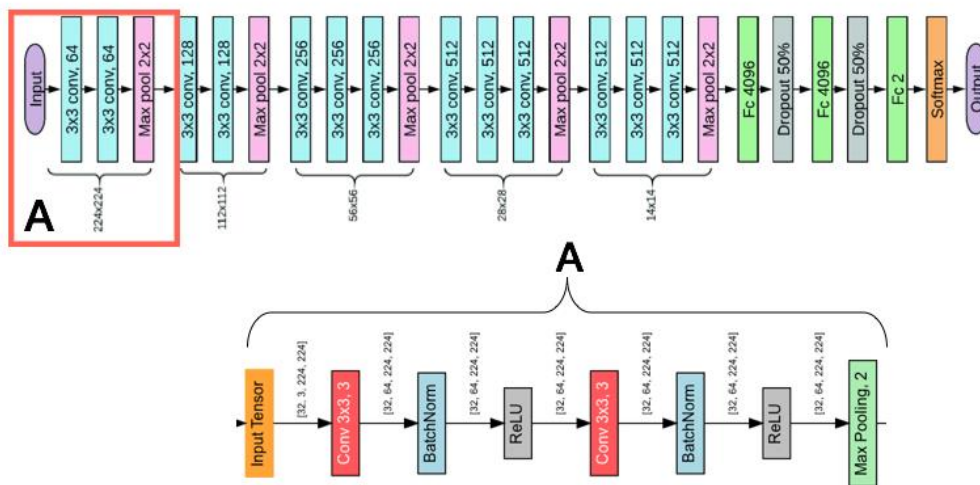 Input
3x3 conv, 64
3x3 conv, 64
Max pool 2x2
3x3 conv, 128
3x3 conv, 128
Max pool 2x2
3x3 conv, 256
3x3 conv, 256
3x3 conv, 256
Max pool 2x2
3x3 conv, 512
3x3 conv, 512
3x3 conv, 512
Max pool 2x2
3x3 conv, 512
3x3 conv, 512
3x3 conv, 512
Max pool 2x2
Fc 4096
Dropout 50%
Fc 4096
Dropout 50%
Fc 2
Softmax
Output
A
224x224
112x112
56x56
28x28
14x14
A
Input Tensor
[32, 3, 224, 224]
Conv 3x3, 3
[32, 64, 224, 224]
BatchNorm
[32, 64, 224, 224]
ReLU
[32, 64, 224, 224]
Conv 3x3, 3
[32, 64, 224, 224]
BatchNorm
[32, 64, 224, 224]
ReLU
[32, 64, 224, 224]
Max Pooling, 2